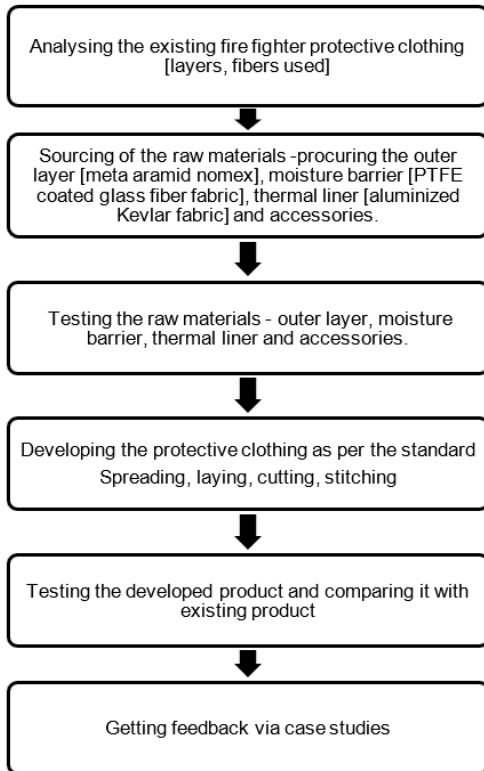 Analysing the existing fire fighter protective clothing
[layers, fibers used]
Sourcing of the raw materials -procuring the outer
layer [meta aramid nomex], moisture barrier [PTFE
coated glass fiber fabric], thermal liner [aluminized
Kevlar fabric] and accessories.
Testing the raw materials - outer layer, moisture
barrier, thermal liner and accessories.
Developing the protective clothing as per the standard
Spreading, laying, cutting, stitching
Testing the developed product and comparing it with
existing product
Getting feedback via case studies